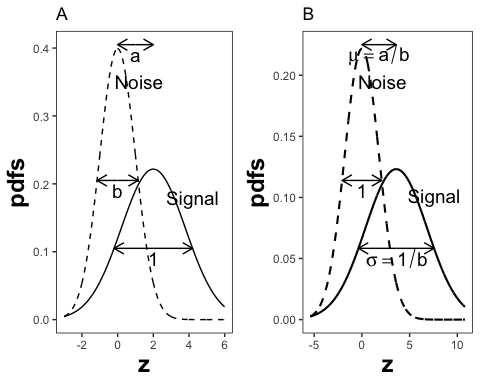 A
B
a
Noise
b
Signal
1
0.4
0.3
0.2
0.1
0.0
-2
0
2
4
6
z
pdfs
μ = a/b
Noise
1
Signal
σ = 1/b
0.20
0.15
0.10
0.05
0.00
-5
0
5
10
z
pdfs